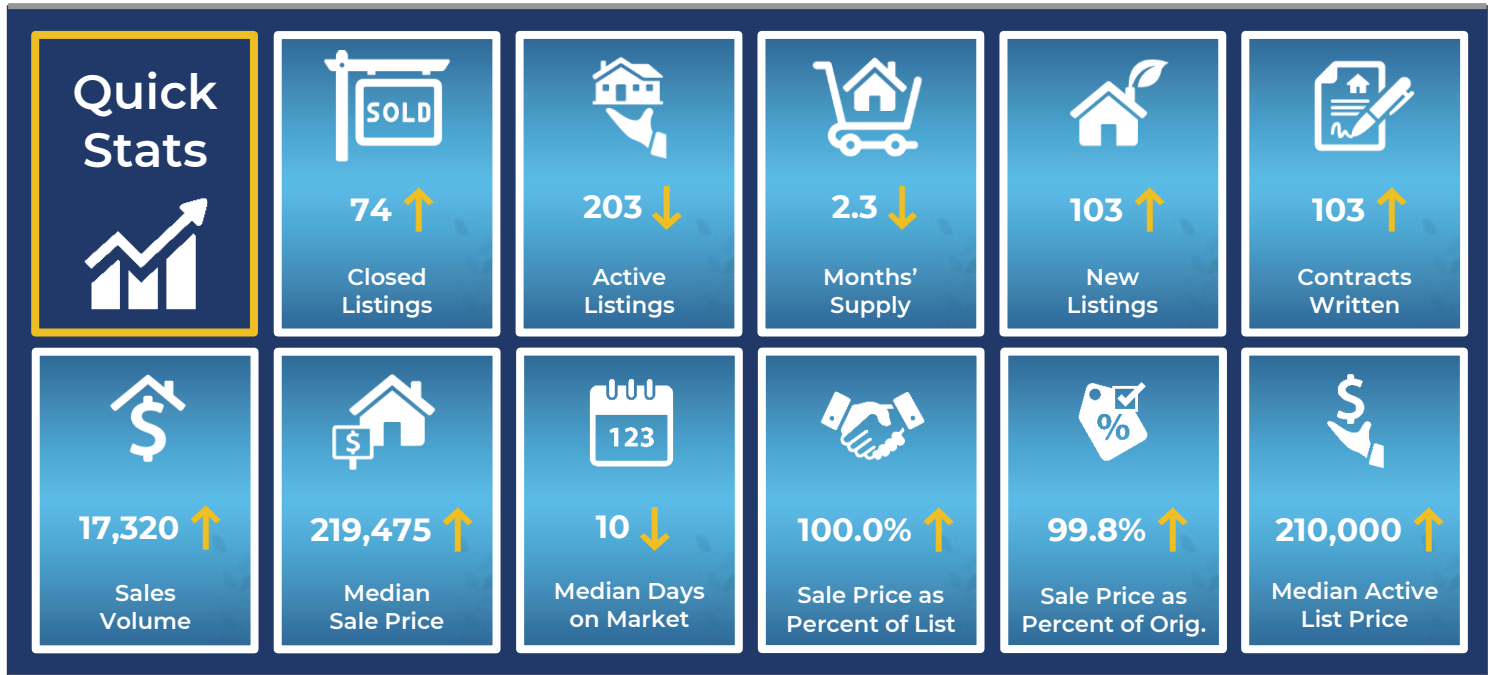 Quick
Stats
SOLD
74 ↑
Closed
Listings
203 ↓
Active
Listings
2.3 ↓
Months’
Supply
103 ↑
New
Listings
103 ↑
Contracts
Written
$
17,320 ↑
Sales
Volume
$
219,475 ↑
Median
Sale Price
123
10 ↓
Median Days
on Market
100.0% ↑
Sale Price as
Percent of List
%
99.8% ↑
Sale Price as
Percent of Orig.
$
210,000 ↑
Median Active
List Price